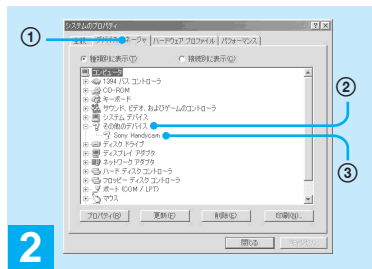 システムのプロパティ
①
全般 デバイス マネージャ ハードウェア プロファイル パフォーマンス
種類別に表示(T) 接続別に表示(C)
コンピュータ
1394 バス コントローラ
CD-ROM
キーボード
サウンド、ビデオ、およびゲームのコントローラ
②
システム デバイス
その他のデバイス
Sony Handycam
③
ディスク ドライブ
ディスプレイ アダプタ
ネットワーク アダプタ
ハード ディスク コントローラ
フロッピー ディスク コントローラ
ポート (COM / LPT)
マウス
プロパティ(R) 更新(F) 削除(E) 印刷(N)...
2
閉じる キャンセル